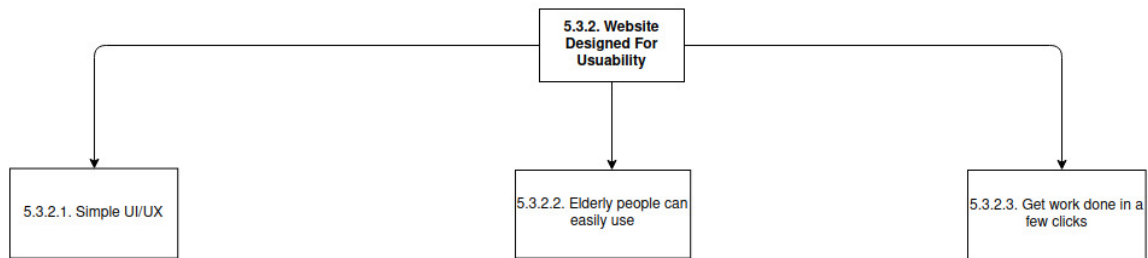 5.3.2. Website
Designed For
Usuability
5.3.2.1. Simple UI/UX
5.3.2.2. Elderly people can
easily use
5.3.2.3. Get work done in a
few clicks